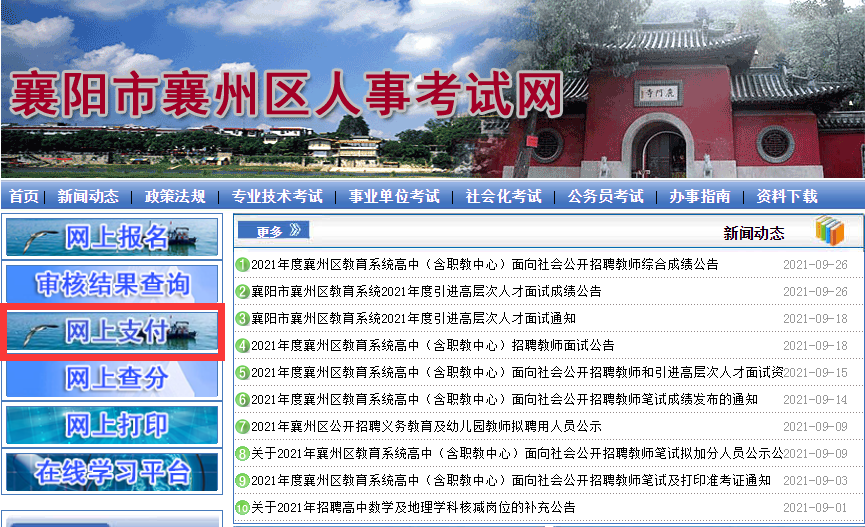 襄阳市襄州区人事考试网
首页 | 新闻动态 | 政策法规 | 专业技术考试 | 事业单位考试 | 社会化考试 | 公务员考试 | 办事指南 | 资料下载
网上报名
审核结果查询
网上支付
网上查分
网上打印
在线学习平台
更多 》 新闻动态
1 2021年度襄州区教育系统高中（含职教中心）面向社会公开招聘教师综合成绩公告 2021-09-26
2 襄阳市襄州区教育系统2021年度引进高层次人才面试成绩公告 2021-09-26
3 襄阳市襄州区教育系统2021年度引进高层次人才面试通知 2021-09-18
4 2021年度襄州区教育系统高中（含职教中心）招聘教师面试公告 2021-09-18
5 2021年度襄州区教育系统高中（含职教中心）面向社会公开招聘教师和引进高层次人才面试资 2021-09-15
6 2021年度襄州区教育系统高中（含职教中心）面向社会公开招聘教师笔试成绩发布的通知 2021-09-14
7 2021年襄州区公开招聘义务教育及幼儿园教师拟聘用人员公示 2021-09-09
8 关于2021年襄州区教育系统高中（含职教中心）面向社会公开招聘教师笔试拟加分人员公示公 2021-09-09
9 2021年度襄州区教育系统高中（含职教中心）面向社会公开招聘教师笔试及打印准考证通知 2021-09-03
10 关于2021年招聘高中数学及地理学科核减岗位的补充公告 2021-09-01